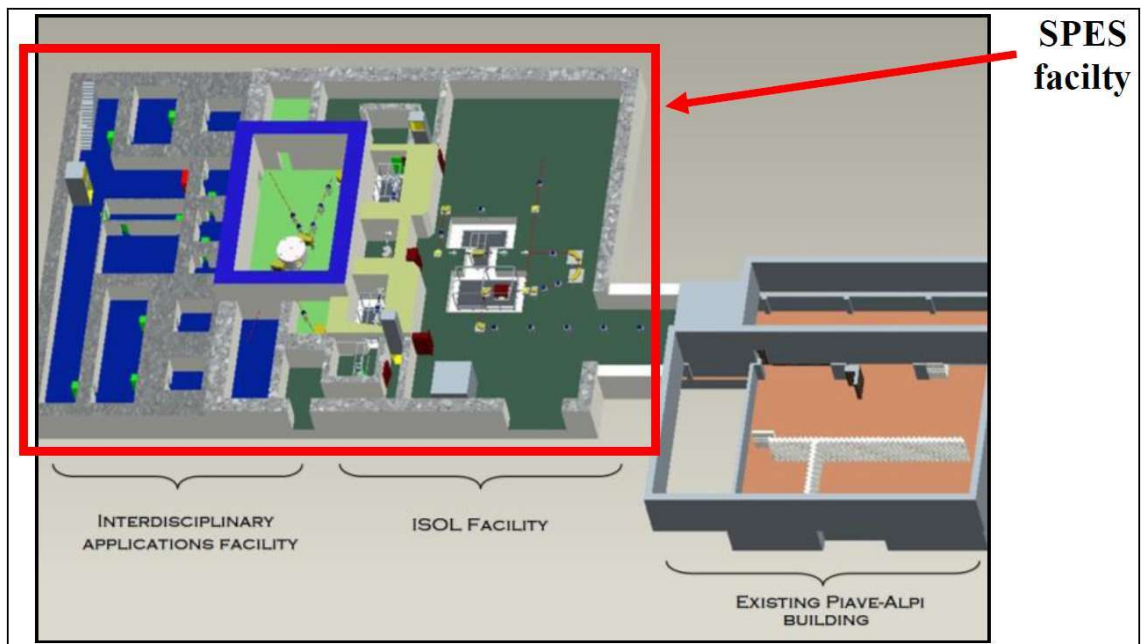 SPES
facilty
INTERDISCIPLINARY
APPLICATIONS FACILITY
ISOL FACILITY
EXISTING PIAVE-ALPI
BUILDING